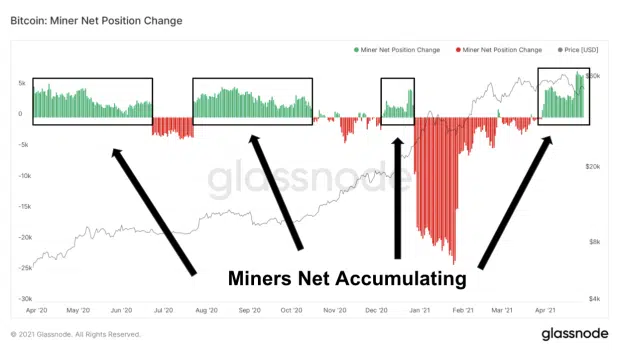 Bitcoin: Miner Net Position Change
Miner Net Position Change Miner Net Position Change Price [USD]
5k
0
-5k
-10k
-15k
-20k
-25k
-30k
$60k
$20k
$8k
$4k
glassnode
Miners Net Accumulating
Apr '20 May '20 Jun '20 Jul '20 Aug '20 Sep '20 Oct '20 Nov '20 Dec '20 Jan '21 Feb '21 Mar '21 Apr '21
© 2021 Glassnode. All Rights Reserved.
glassnode